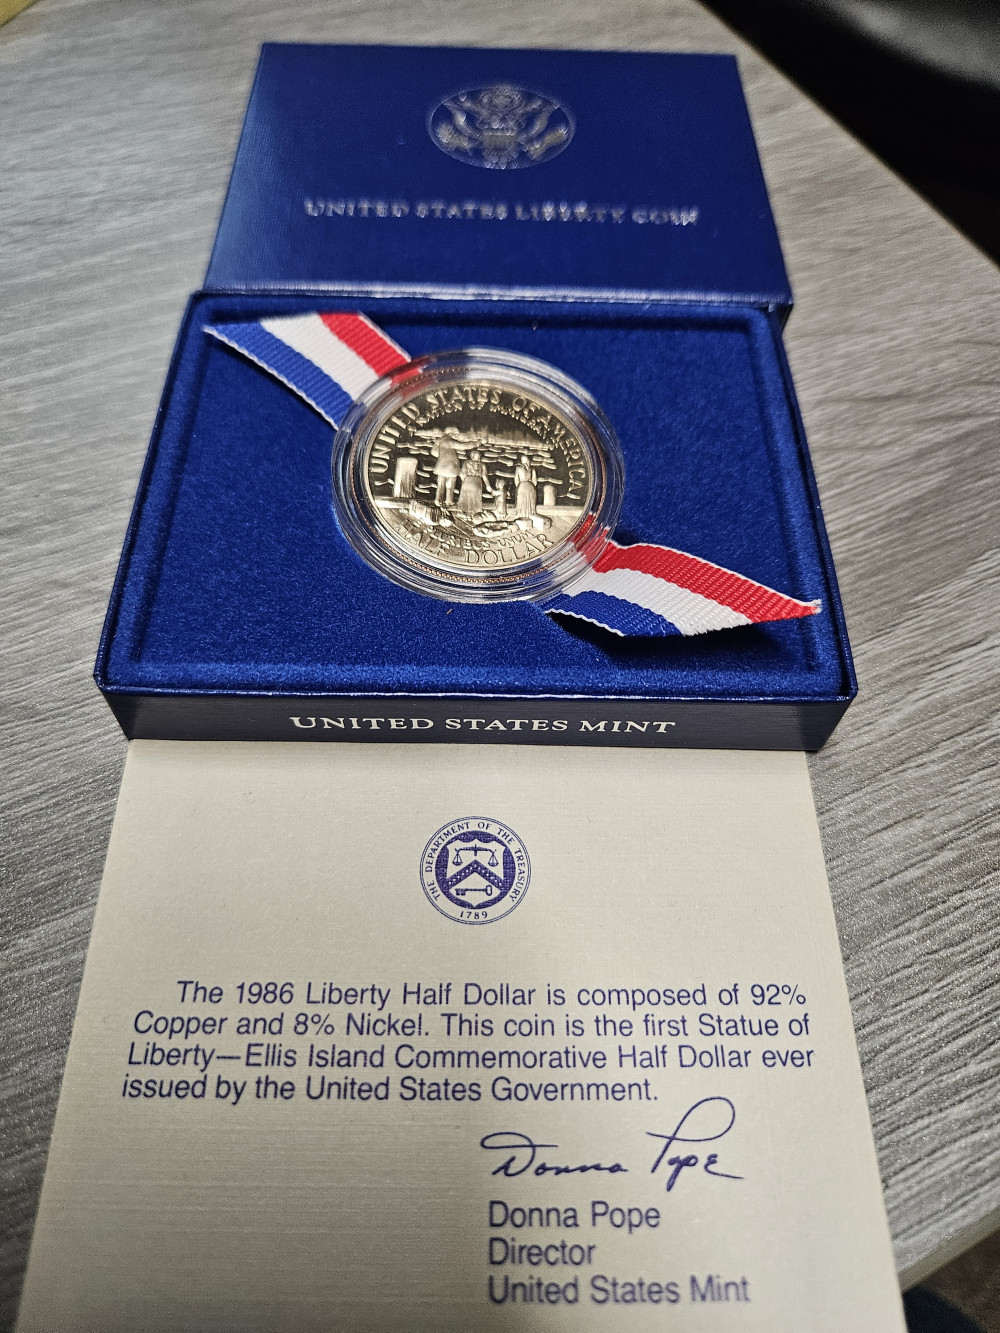 UNITED STATES LIBERTY COIN
UNITED STATES OF AMERICA
A NATION OF IMMIGRANTS
HALF DOLLAR
UNITED STATES MINT
THE DEPARTMENT OF THE TREASURY
1789
The 1986 Liberty Half Dollar is composed of 92%
Copper and 8% Nickel. This coin is the first Statue of
Liberty—Ellis Island Commemorative Half Dollar ever
issued by the United States Government.
Donna Pope
Donna Pope
Director
United States Mint